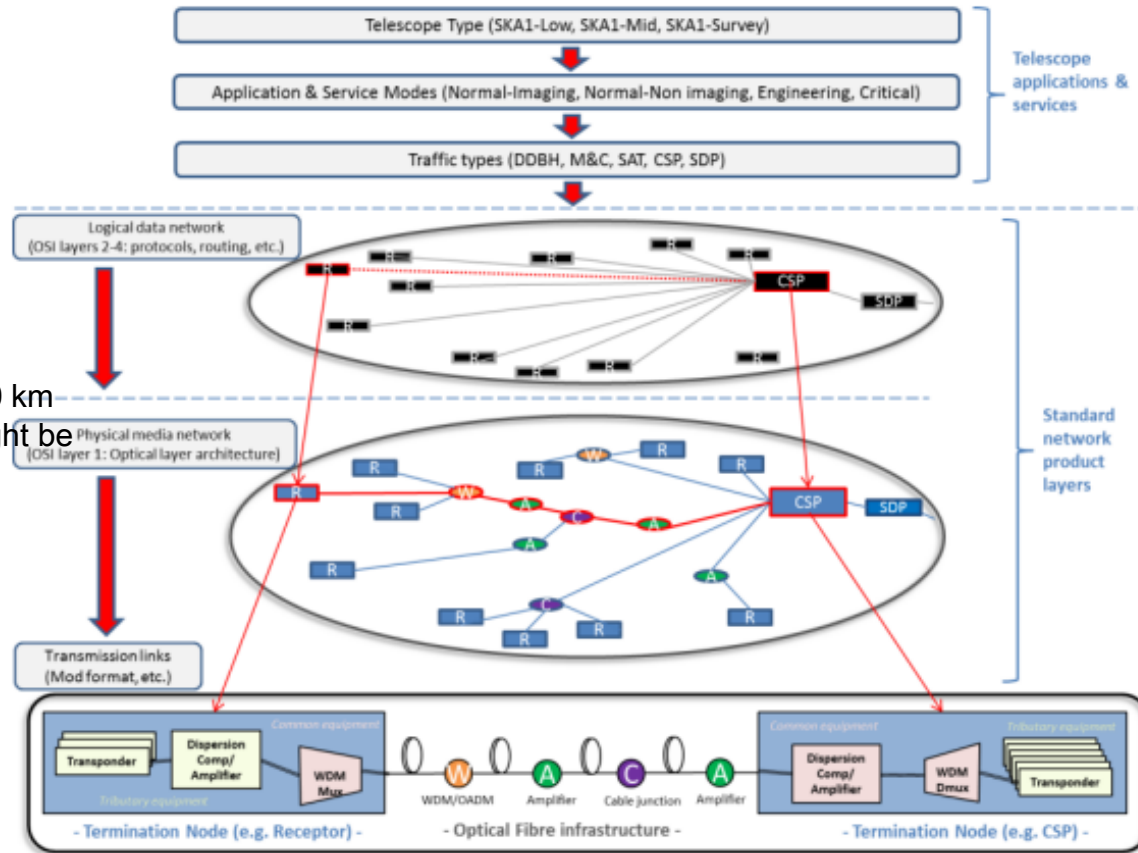 Telescope Type (SKA1-Low, SKA1-Mid, SKA1-Survey)
Application & Service Modes (Normal-Imaging, Normal-Non imaging, Engineering, Critical)
Traffic types (DDBH, M&C, SAT, CSP, SDP)
Telescope
applications &
services
Logical data network
(OSI layers 2-4: protocols, routing, etc.)
R
R
R
R
R
R
R
R
R
R
R
CSP
SDP
km
ht be
Physical media network
(OSI layer 1: Optical layer architecture)
Standard
network
product
layers
R
W
R
R
R
R
W
A
CSP
SDP
R
C
A
A
R
A
C
R
R
R
R
Transmission links
(Mod format, etc.)
Common equipment
Transponder
Dispersion
Comp/
Amplifier
WDM
Mux
Tributary equipment
- Termination Node (e.g. Receptor) -
W
A
C
A
WDM/OADM
Amplifier
Cable junction
Amplifier
- Optical Fibre infrastructure -
Common equipment
Tributary equipment
Dispersion
Comp/
Amplifier
WDM
Dmux
Transponder
- Termination Node (e.g. CSP) -